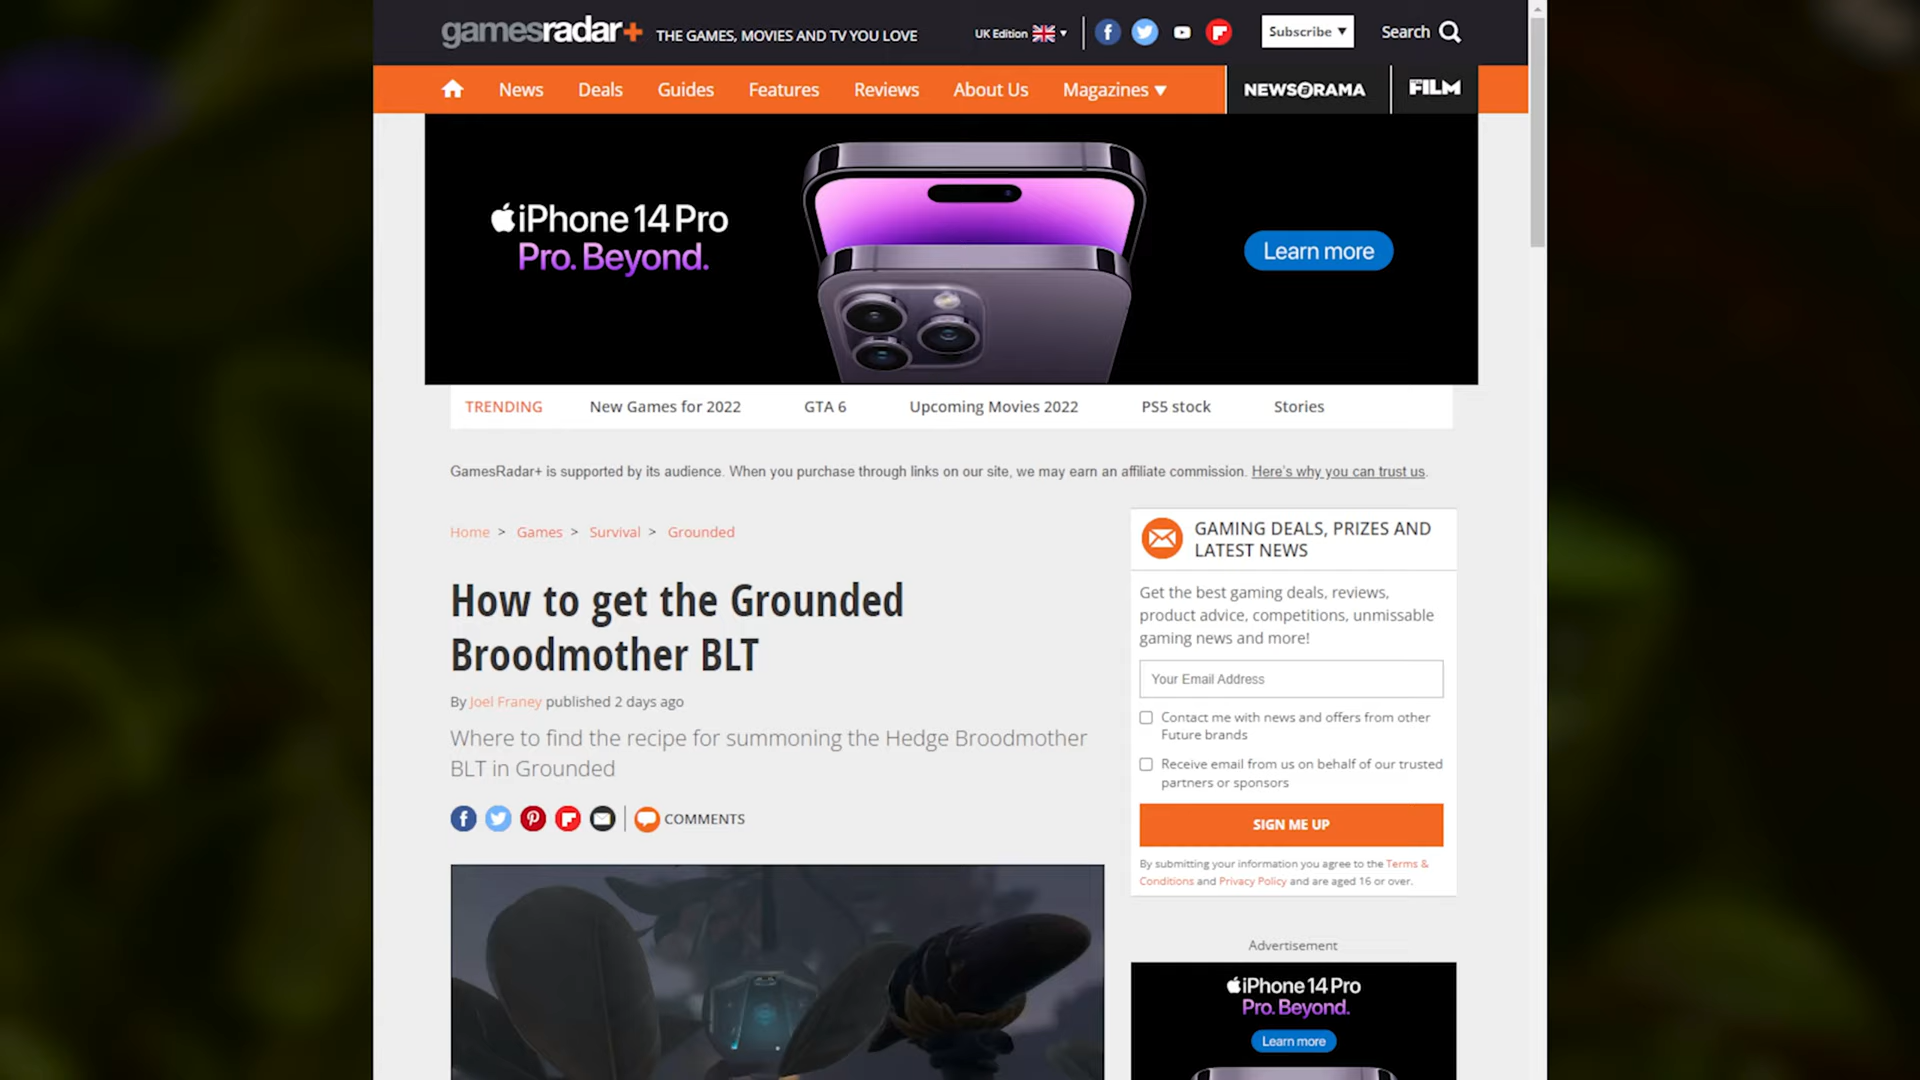 gamesradar+ THE GAMES, MOVIES AND TV YOU LOVE
UK Edition
Subscribe ▼
Search
News
Deals
Guides
Features
Reviews
About Us
Magazines ▼
NEWSARAMA
FILM
iPhone 14 Pro
Pro. Beyond.
Learn more
TRENDING
New Games for 2022
GTA 6
Upcoming Movies 2022
PS5 stock
Stories
GamesRadar+ is supported by its audience. When you purchase through links on our site, we may earn an affiliate commission. Here's why you can trust us.
Home > Games > Survival > Grounded
How to get the Grounded
Broodmother BLT
By Joel Franey published 2 days ago
Where to find the recipe for summoning the Hedge Broodmother
BLT in Grounded
COMMENTS
GAMING DEALS, PRIZES AND
LATEST NEWS
Get the best gaming deals, reviews,
product advice, competitions, unmissable
gaming news and more!
Your Email Address
Contact me with news and offers from other
Future brands
Receive email from us on behalf of our trusted
partners or sponsors
SIGN ME UP
By submitting your information you agree to the Terms &
Conditions and Privacy Policy and are aged 16 or over.
Advertisement
iPhone 14 Pro
Pro. Beyond.
Learn more